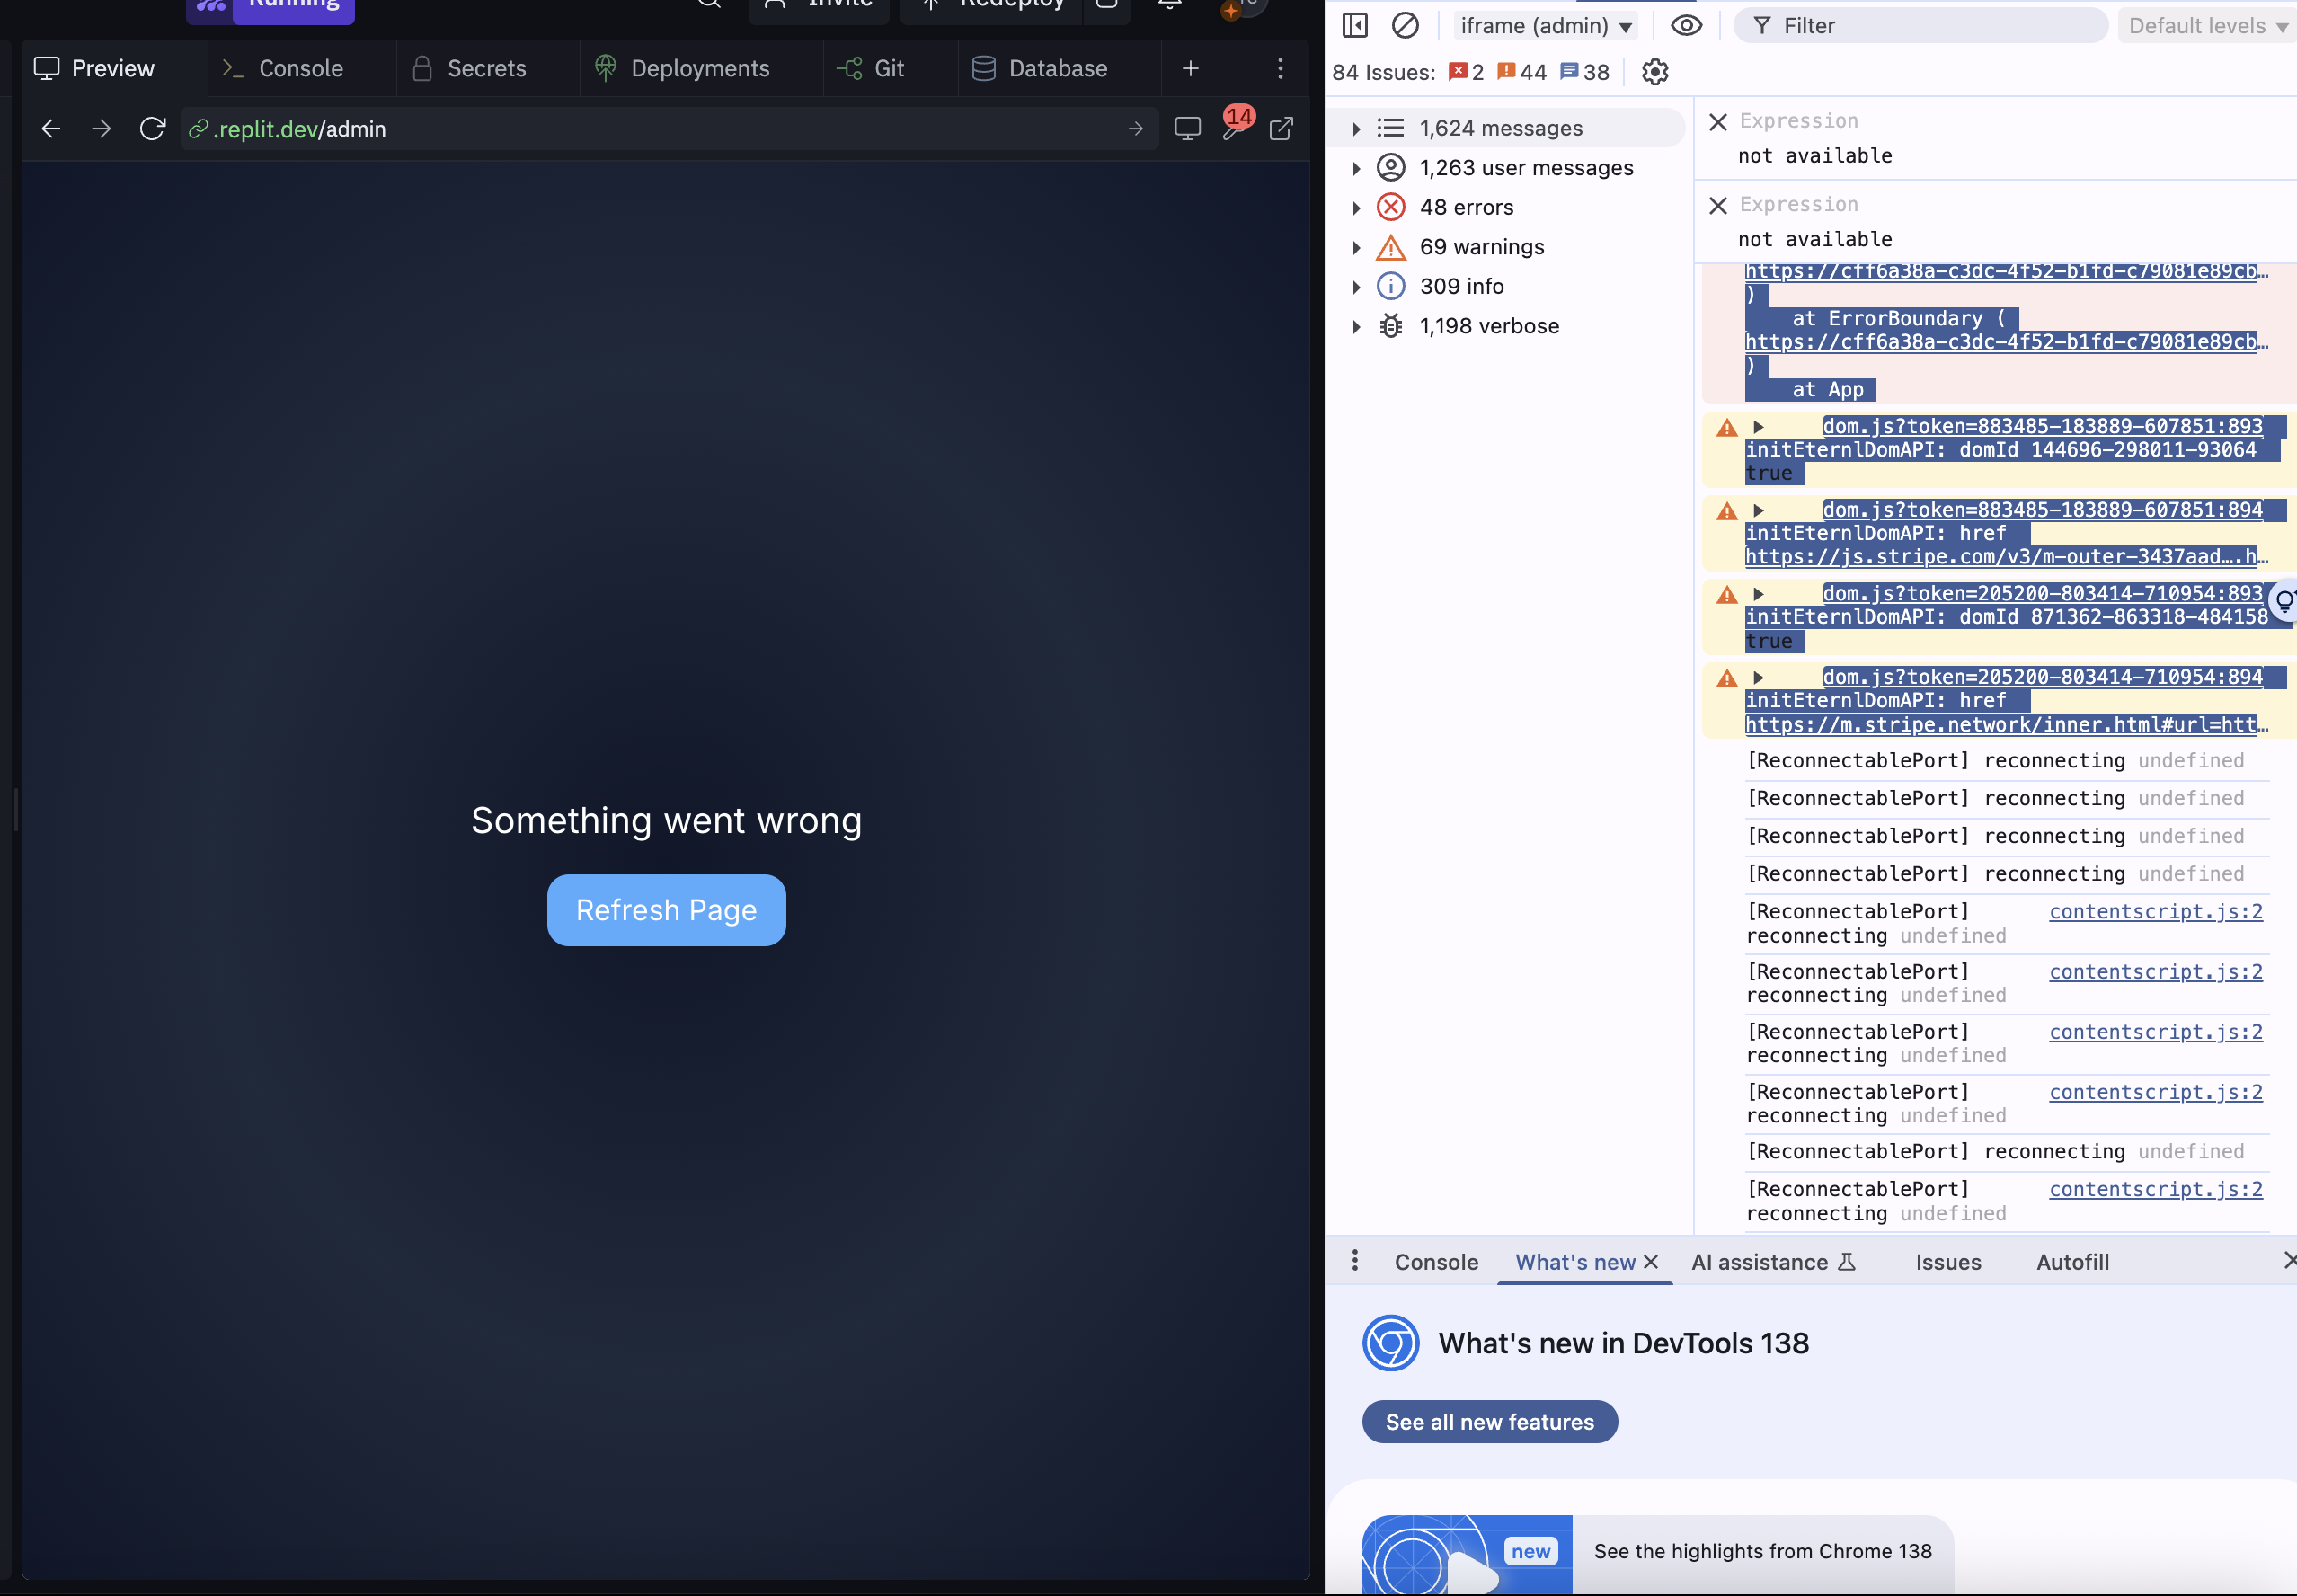 Running
Invite
Redeploy
Preview
Console
Secrets
Deployments
Git
Database
.replit.dev/admin
14
Something went wrong
Refresh Page
iframe (admin)
Filter
Default levels
84 Issues: 2 44 38
1,624 messages
1,263 user messages
48 errors
69 warnings
309 info
1,198 verbose
Expression
not available
Expression
not available
https://cff6a38a-c3dc-4f52-b1fd-c79081e89cb…
)
at ErrorBoundary (
https://cff6a38a-c3dc-4f52-b1fd-c79081e89cb…
)
at App
dom.js?token=883485-183889-607851:893
initEternlDomAPI: domId 144696-298011-93064
true
dom.js?token=883485-183889-607851:894
initEternlDomAPI: href
https://js.stripe.com/v3/m-outer-3437aad….h…
dom.js?token=205200-803414-710954:893
initEternlDomAPI: domId 871362-863318-484158
true
dom.js?token=205200-803414-710954:894
initEternlDomAPI: href
https://m.stripe.network/inner.html#url=htt…
[ReconnectablePort] reconnecting undefined
[ReconnectablePort] reconnecting undefined
[ReconnectablePort] reconnecting undefined
[ReconnectablePort] reconnecting undefined
[ReconnectablePort] contentscript.js:2
reconnecting undefined
[ReconnectablePort] contentscript.js:2
reconnecting undefined
[ReconnectablePort] contentscript.js:2
reconnecting undefined
[ReconnectablePort] contentscript.js:2
reconnecting undefined
[ReconnectablePort] reconnecting undefined
[ReconnectablePort] contentscript.js:2
reconnecting undefined
Console
What's new
AI assistance
Issues
Autofill
What's new in DevTools 138
See all new features
new
See the highlights from Chrome 138